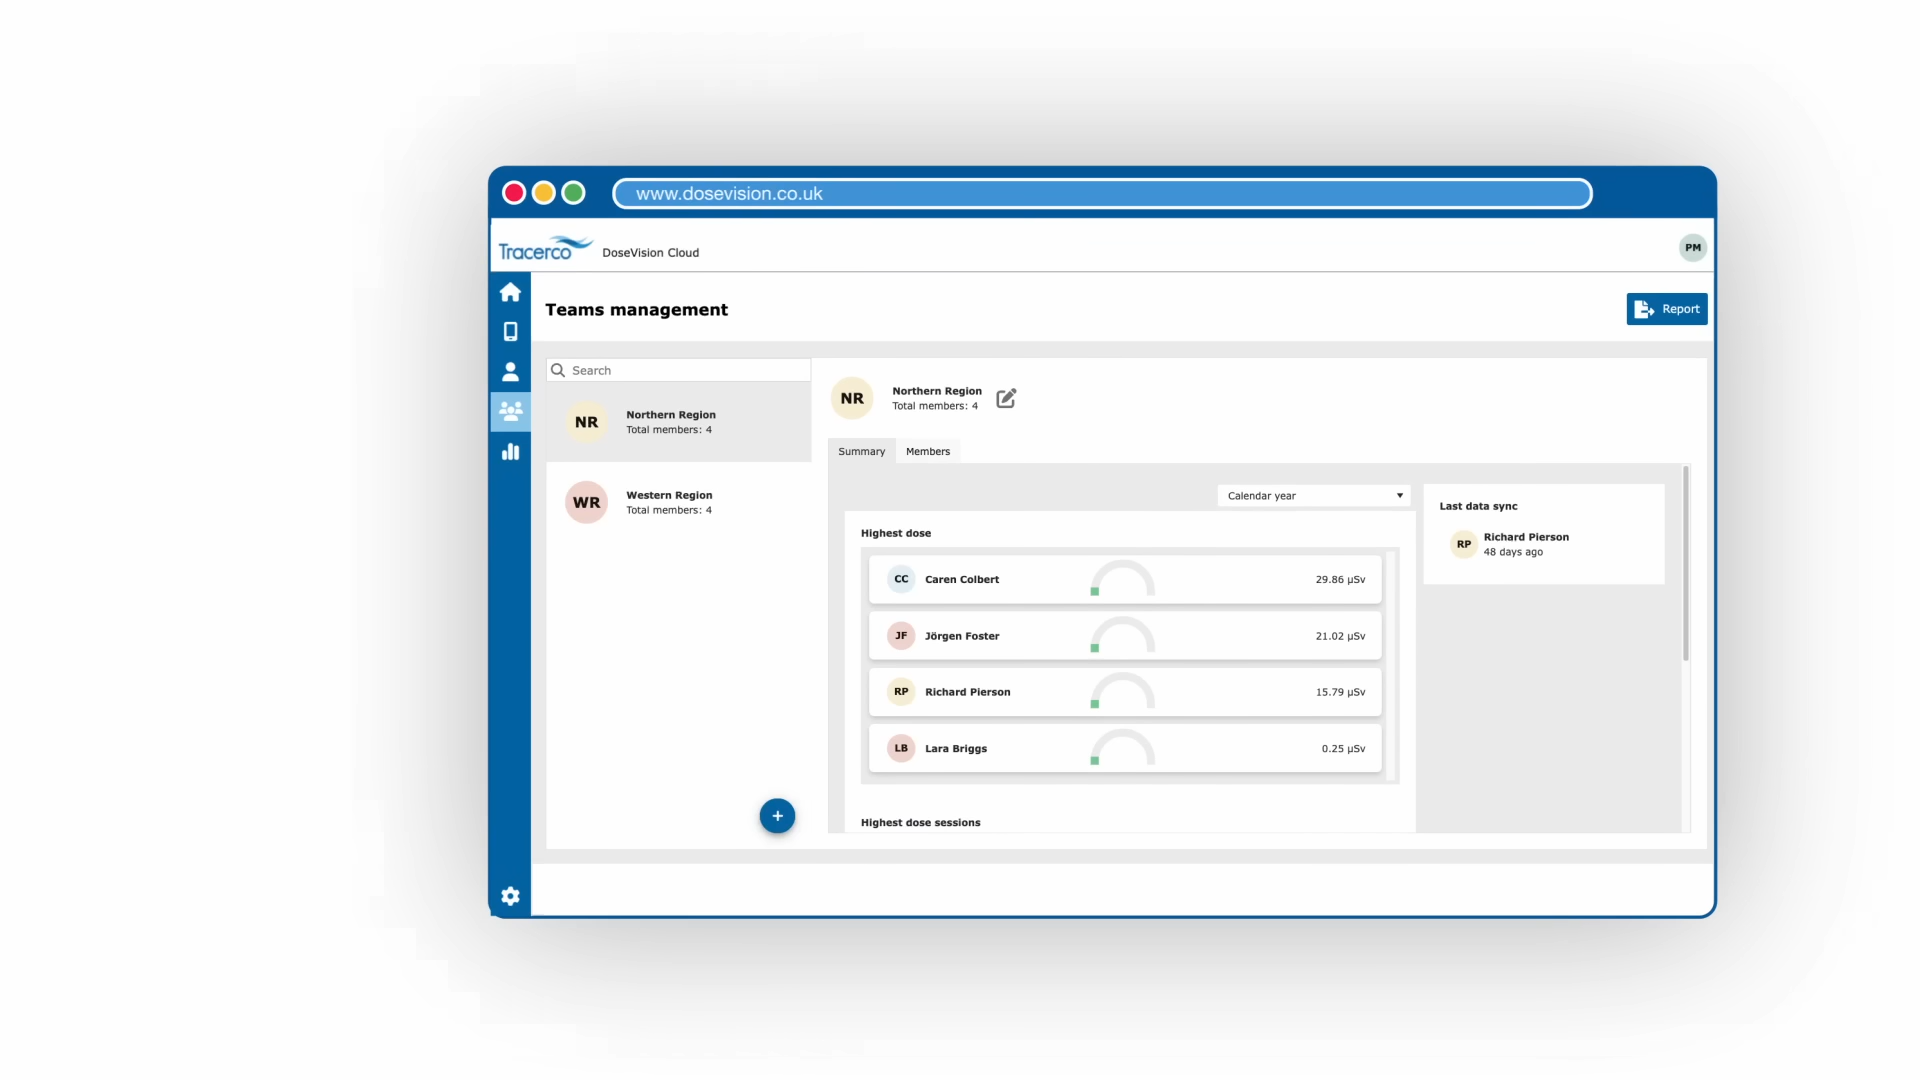 www.dosevision.co.uk
Tracerco
DoseVision Cloud
PM
Teams management
Report
Search
NR
Northern Region
Total members: 4
WR
Western Region
Total members: 4
+
NR
Northern Region
Total members: 4
Summary
Members
Calendar year
Highest dose
CC
Caren Colbert
29.86 µSv
JF
Jörgen Foster
21.02 µSv
RP
Richard Pierson
15.79 µSv
LB
Lara Briggs
0.25 µSv
Highest dose sessions
Last data sync
RP
Richard Pierson
48 days ago